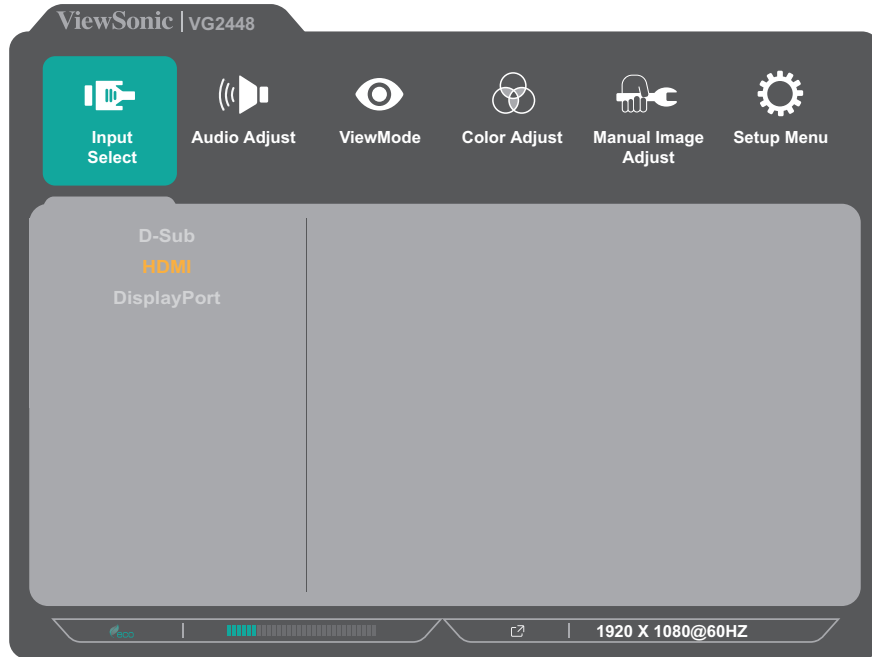 ViewSonic | VG2448
Input
Select
Audio Adjust
ViewMode
Color Adjust
Manual Image
Adjust
Setup Menu
D-Sub
HDMI
DisplayPort
eco
1920 X 1080@60HZ